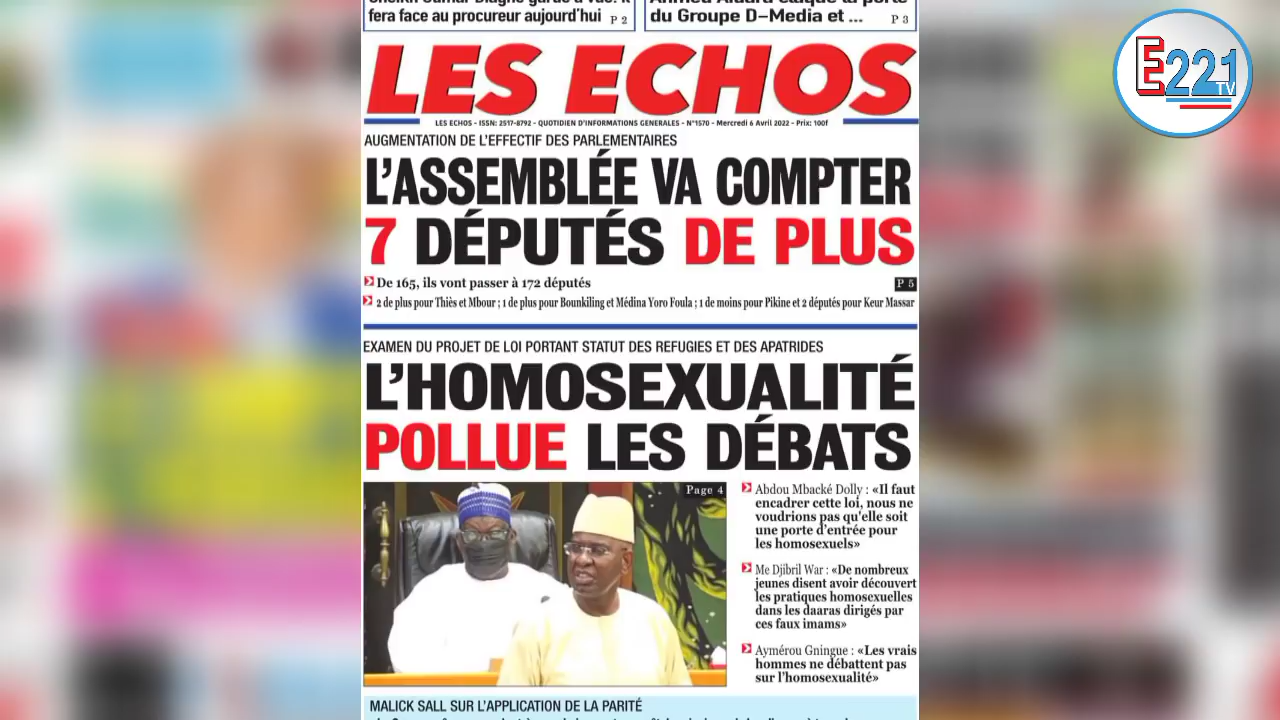 fera face au procureur aujourd'hui P 2
du Groupe D-Media et ... P 3
E221
TV
LES ECHOS
LES ECHOS - ISSN: 2517-8792 - QUOTIDIEN D'INFORMATIONS GENERALES - N°1570 - Mercredi 6 Avril 2022 - Prix: 100f
AUGMENTATION DE L'EFFECTIF DES PARLEMENTAIRES
L'ASSEMBLÉE VA COMPTER
7 DÉPUTÉS DE PLUS
De 165, ils vont passer à 172 députés
P 5
2 de plus pour Thiès et Mbour ; 1 de plus pour Bounkiling et Médina Yoro Foula ; 1 de moins pour Pikine et 2 députés pour Keur Massar
EXAMEN DU PROJET DE LOI PORTANT STATUT DES REFUGIES ET DES APATRIDES
L'HOMOSEXUALITÉ
POLLUE LES DÉBATS
Page 4
Abdou Mbacké Dolly : «Il faut
encadrer cette loi, nous ne
voudrions pas qu'elle soit
une porte d'entrée pour
les homosexuels»
Me Djibril War : «De nombreux
jeunes disent avoir découvert
les pratiques homosexuelles
dans les daaras dirigés par
ces faux imams»
Aymérou Gningue : «Les vrais
hommes ne débattent pas
sur l'homosexualité»
MALICK SALL SUR L'APPLICATION DE LA PARITÉ